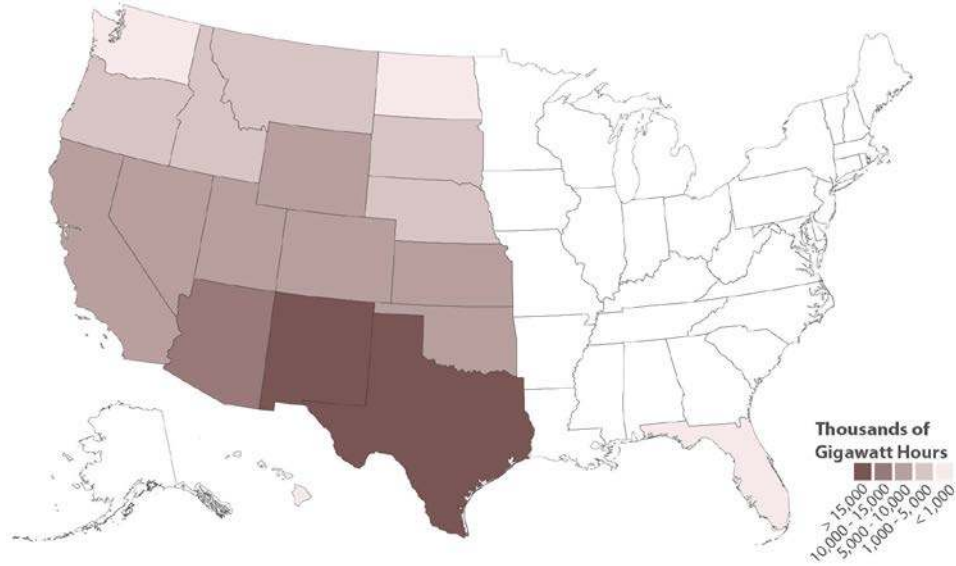 Thousands of
Gigawatt Hours
> 15,000
10,000 - 15,000
5,000 - 10,000
1,000 - 5, 000
< 1,000